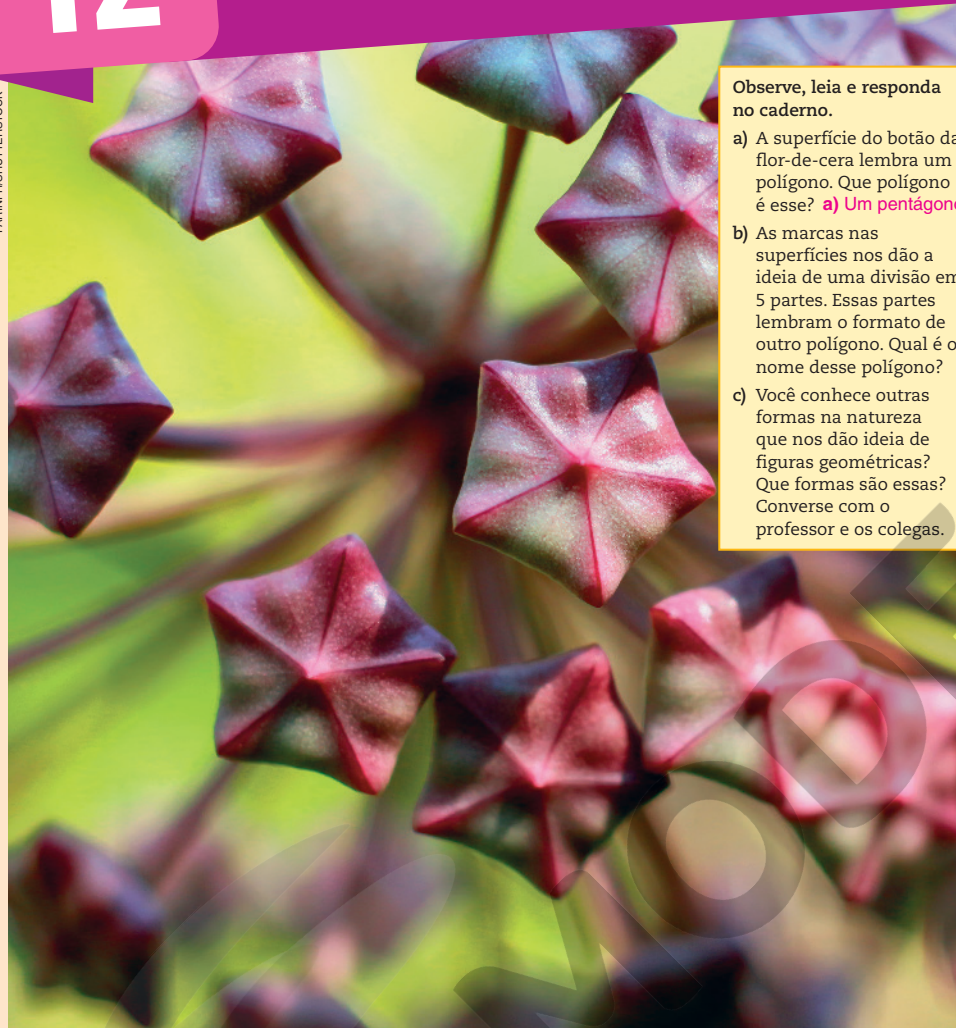 12
Observe, leia e responda
no caderno.
a) A superfície do botão da
flor-de-cera lembra um
polígono. Que polígono
é esse? a) Um pentágono
b) As marcas nas
superfícies nos dão a
ideia de uma divisão em
5 partes. Essas partes
lembram o formato de
outro polígono. Qual é o
nome desse polígono?
c) Você conhece outras
formas na natureza
que nos dão ideia de
figuras geométricas?
Que formas são essas?
Converse com o
professor e os colegas.